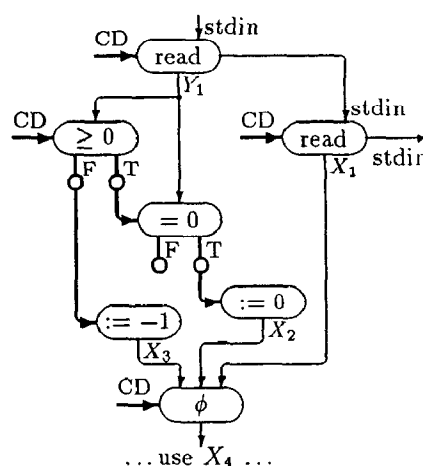 stdin
CD
read
Y₁
CD
≥ 0
F T
CD
stdin
read
stdin
X₁
= 0
F T
:= −1
X₃
:= 0
X₂
CD
φ
... use X₄ ...